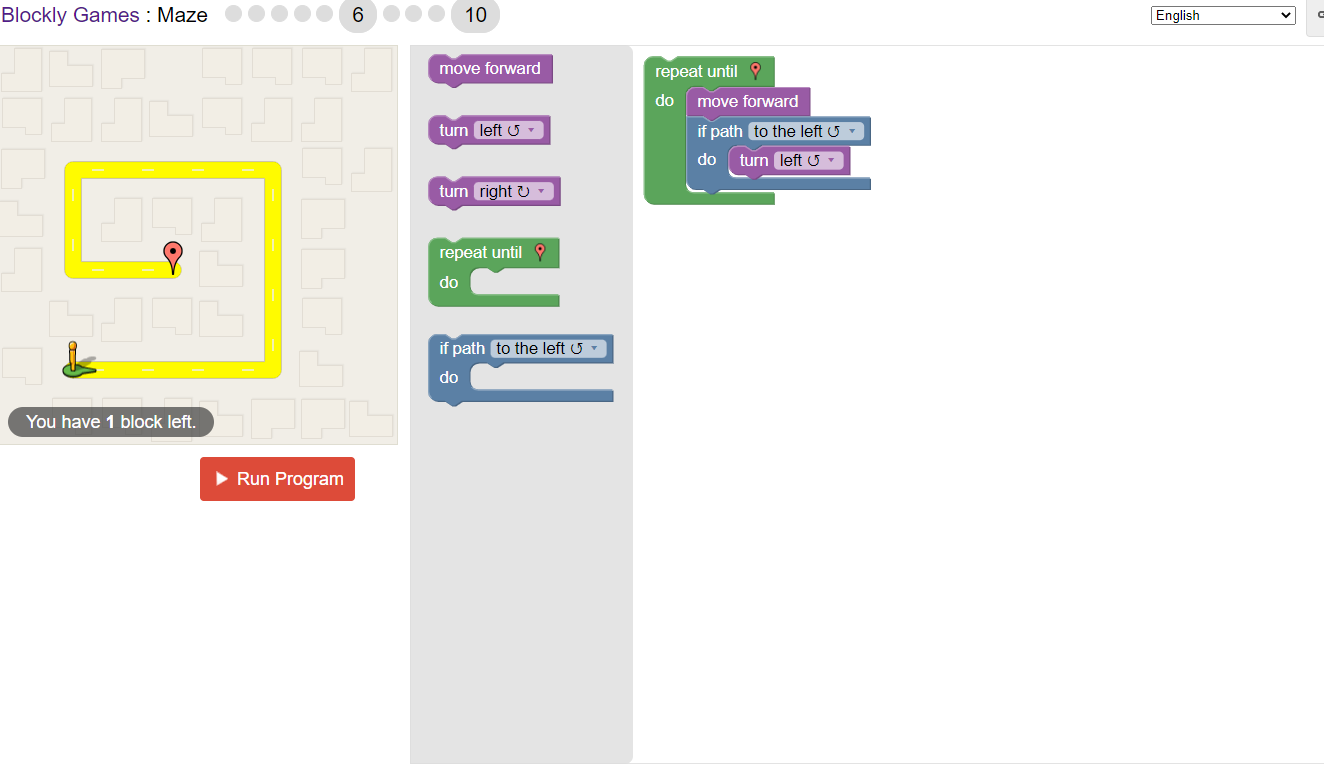 Blockly Games : Maze 6 10 English
move forward
turn left ↺
turn right ↻
repeat until
do
if path to the left ↺
do
repeat until
do move forward
if path to the left ↺
do turn left ↺
You have 1 block left.
Run Program